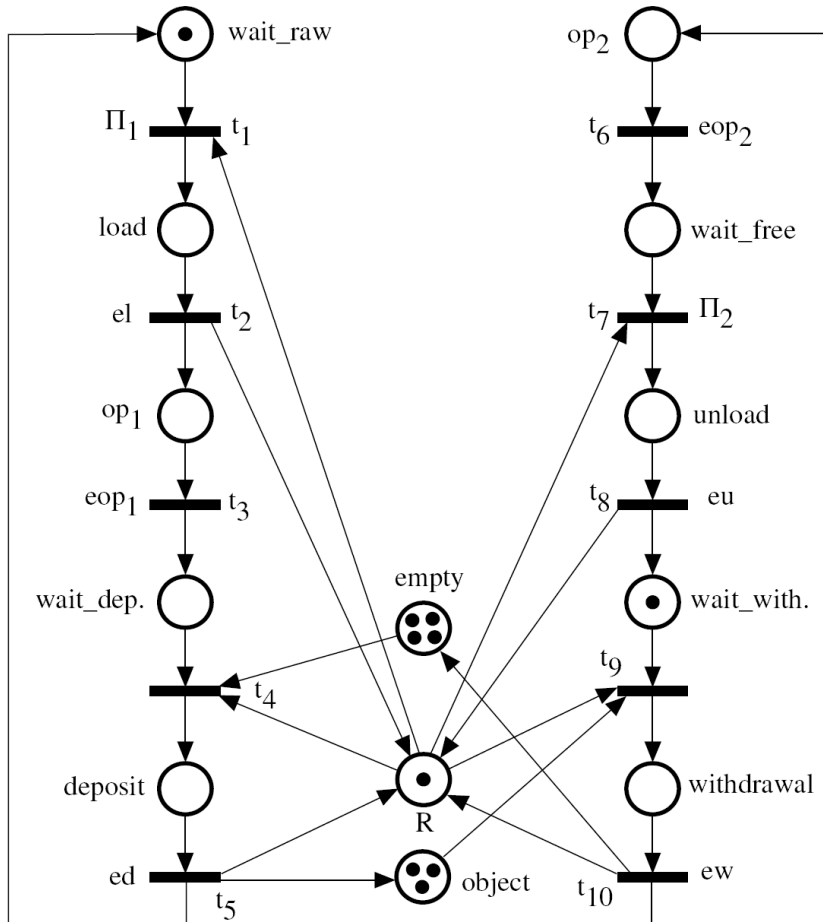 wait_raw
op₂
Π₁ t₁
t₆ eop₂
load
wait_free
el t₂
t₇ Π₂
op₁
unload
eop₁ t₃
t₈ eu
empty
wait_dep.
wait_with.
t₄
t₉
deposit
withdrawal
R
ed
ew
object
t₅
t₁₀